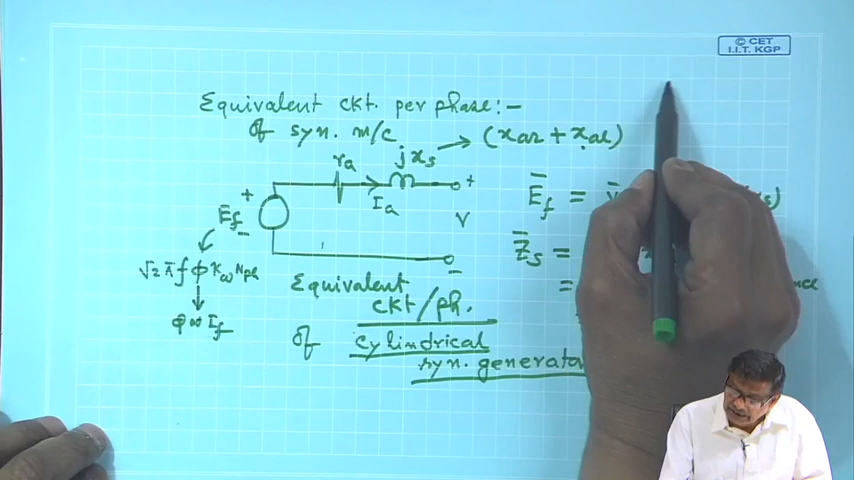 © CET
I.I.T. KGP
Equivalent ckt. per phase:-
of syn. m/c.
(xar + xal)
ra
jxs
+
+
Ia
Ēf
V
-
-
√2 π f φ Kω Nph
φ ∞ If
Ēf =
Z̄s =
=
Equivalent
ckt/ph.
of cylindrical
syn. generator